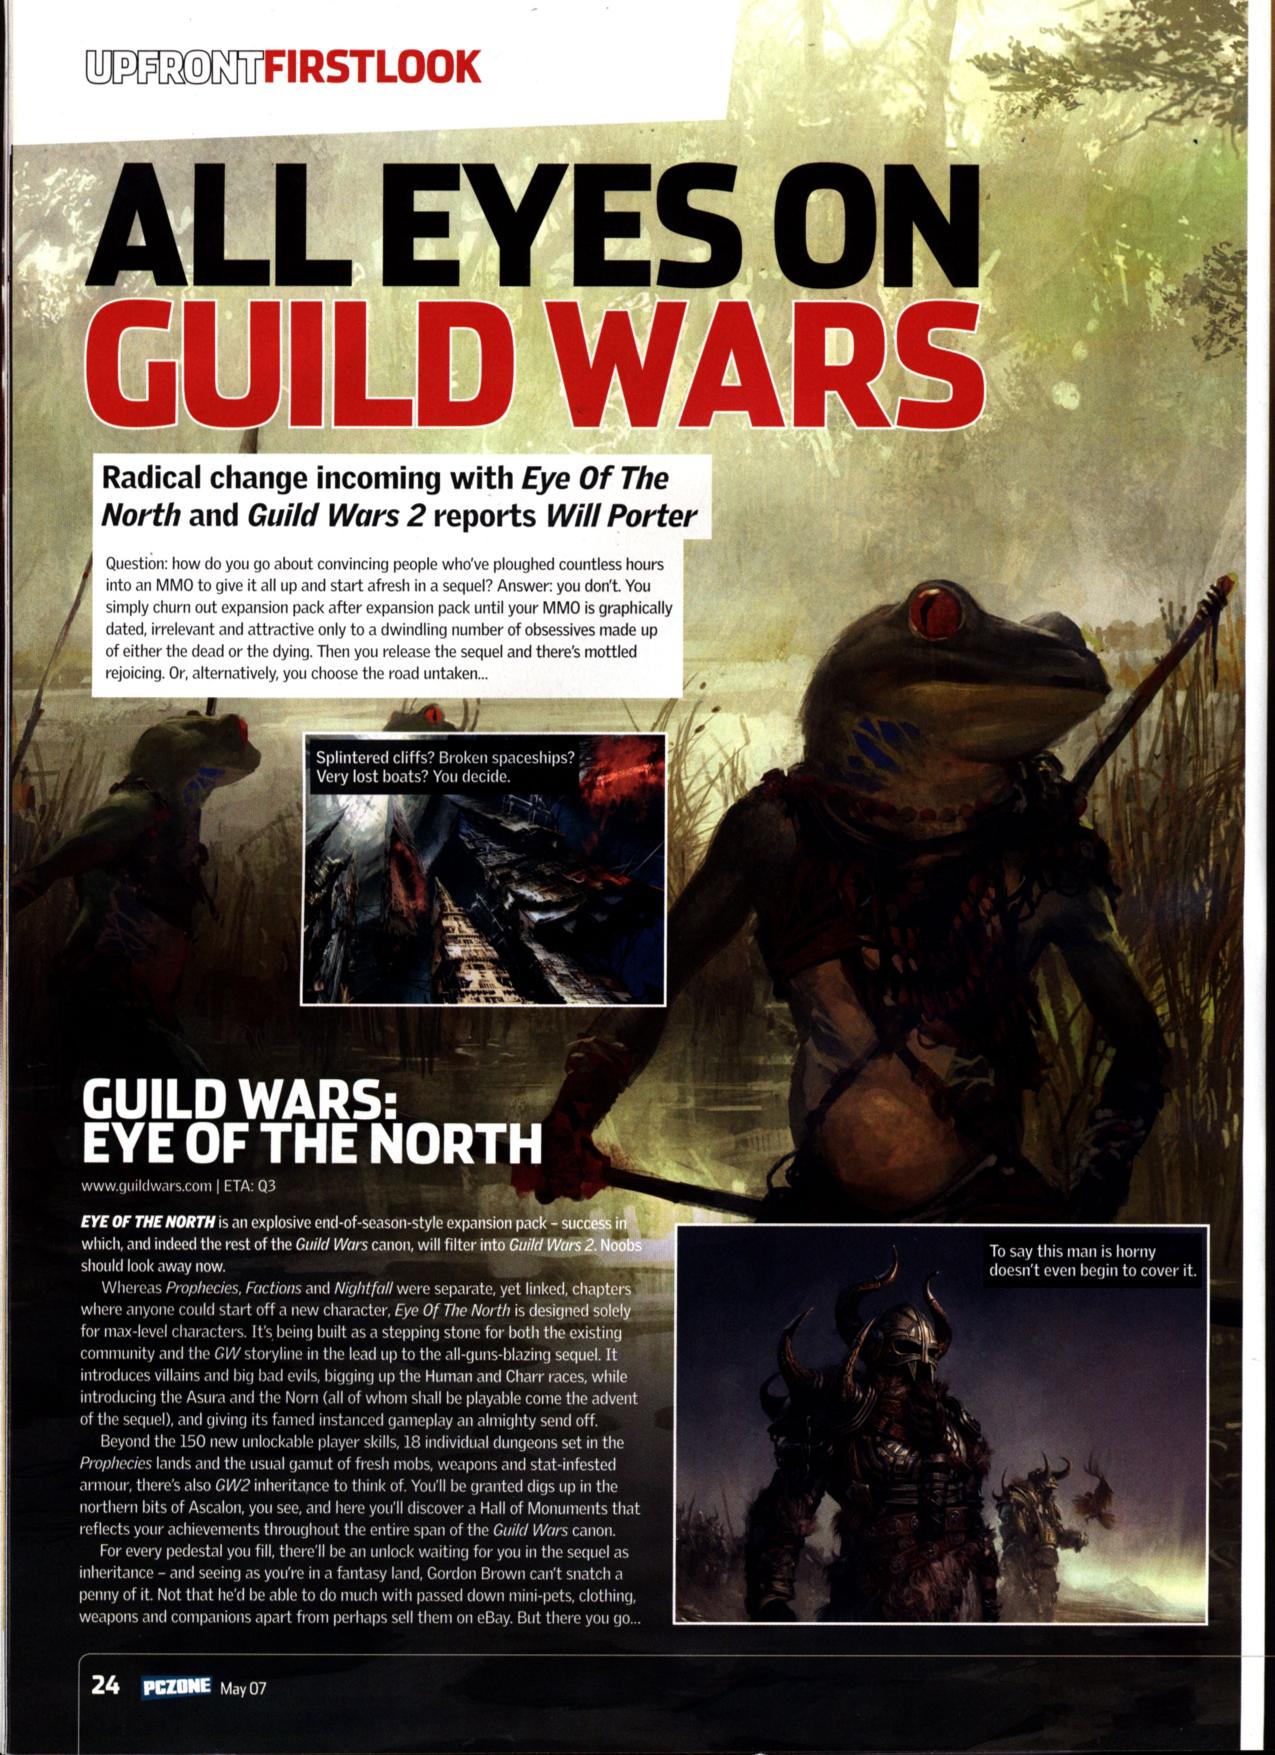 UPFRONTFIRSTLOOK
ALL EYES ON
GUILD WARS
Radical change incoming with Eye Of The
North and Guild Wars 2 reports Will Porter
Question: how do you go about convincing people who've ploughed countless hours
into an MMO to give it all up and start afresh in a sequel? Answer: you don't. You
simply churn out expansion pack after expansion pack until your MMO is graphically
dated, irrelevant and attractive only to a dwindling number of obsessives made up
of either the dead or the dying. Then you release the sequel and there's mottled
rejoicing. Or, alternatively, you choose the road untaken...
Splintered cliffs? Broken spaceships?
Very lost boats? You decide.
GUILD WARS:
EYE OF THE NORTH
www.guildwars.com | ETA: Q3
EYE OF THE NORTH is an explosive end-of-season-style expansion pack – success in
which, and indeed the rest of the Guild Wars canon, will filter into Guild Wars 2. Noobs
should look away now.
Whereas Prophecies, Factions and Nightfall were separate, yet linked, chapters
where anyone could start off a new character, Eye Of The North is designed solely
for max-level characters. It's being built as a stepping stone for both the existing
community and the GW storyline in the lead up to the all-guns-blazing sequel. It
introduces villains and big bad evils, bigging up the Human and Charr races, while
introducing the Asura and the Norn (all of whom shall be playable come the advent
of the sequel), and giving its famed instanced gameplay an almighty send off.
Beyond the 150 new unlockable player skills, 18 individual dungeons set in the
Prophecies lands and the usual gamut of fresh mobs, weapons and stat-infested
armour, there's also GW2 inheritance to think of. You'll be granted digs up in the
northern bits of Ascalon, you see, and here you'll discover a Hall of Monuments that
reflects your achievements throughout the entire span of the Guild Wars canon.
For every pedestal you fill, there'll be an unlock waiting for you in the sequel as
inheritance – and seeing as you're in a fantasy land, Gordon Brown can't snatch a
penny of it. Not that he'd be able to do much with passed down mini-pets, clothing,
weapons and companions apart from perhaps sell them on eBay. But there you go...
To say this man is horny
doesn't even begin to cover it.
24 PCZONE May 07